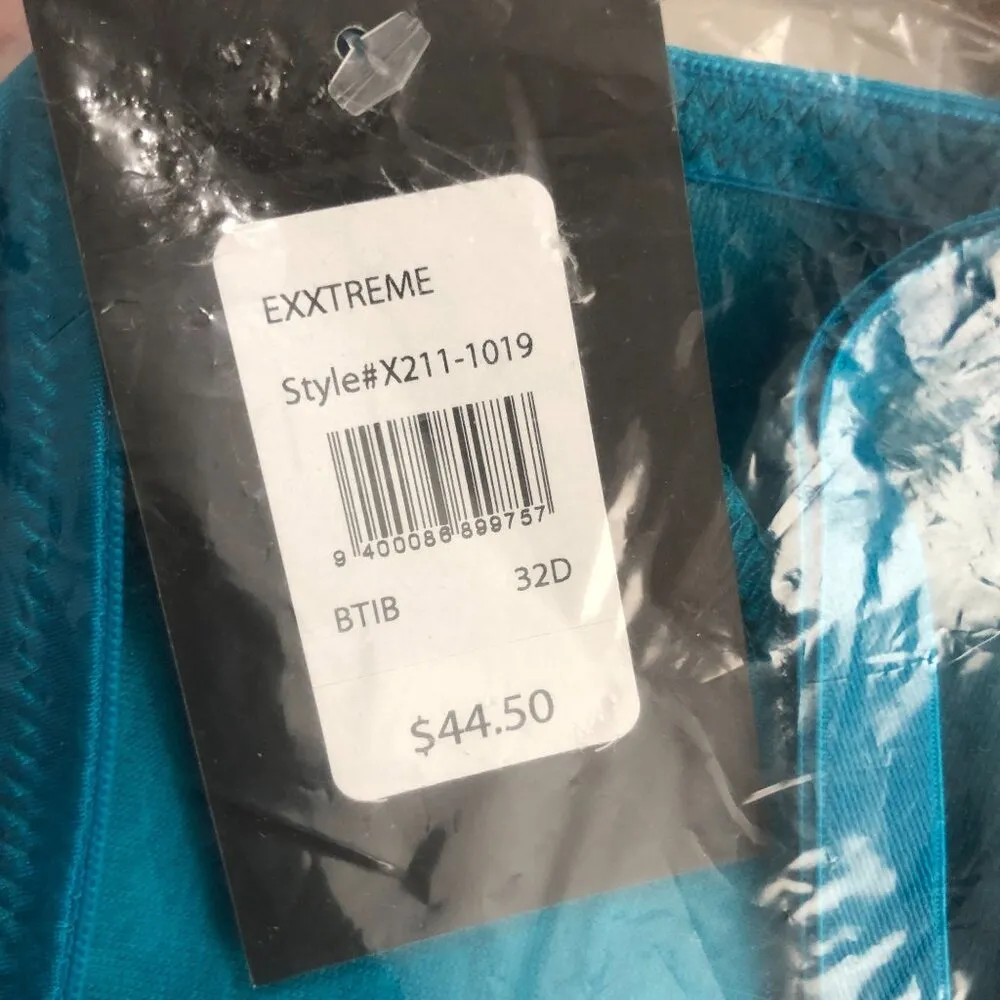 EXXTREME
Style#X211-1019
9 400086 899757
BTIB 32D
$44.50